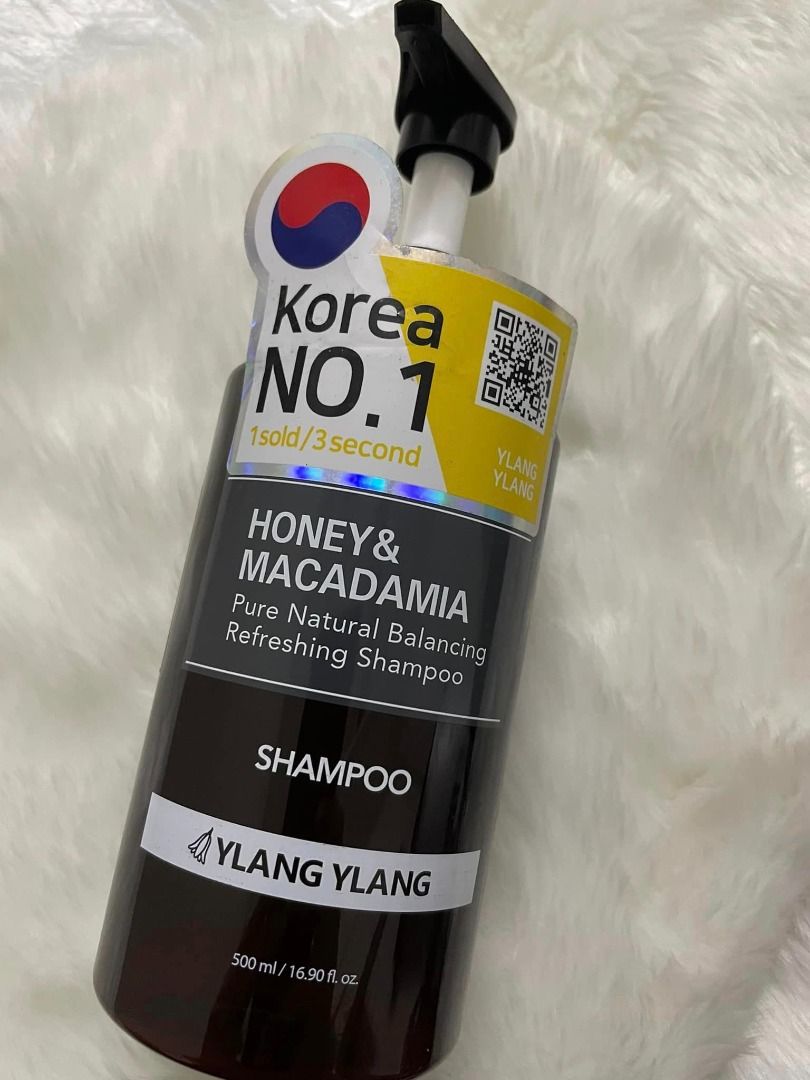 Korea
NO.1
1sold/3second
YLANG
YLANG
HONEY&
MACADAMIA
Pure Natural Balancing
Refreshing Shampoo
SHAMPOO
YLANG YLANG
500 ml / 16.90 fl. oz.